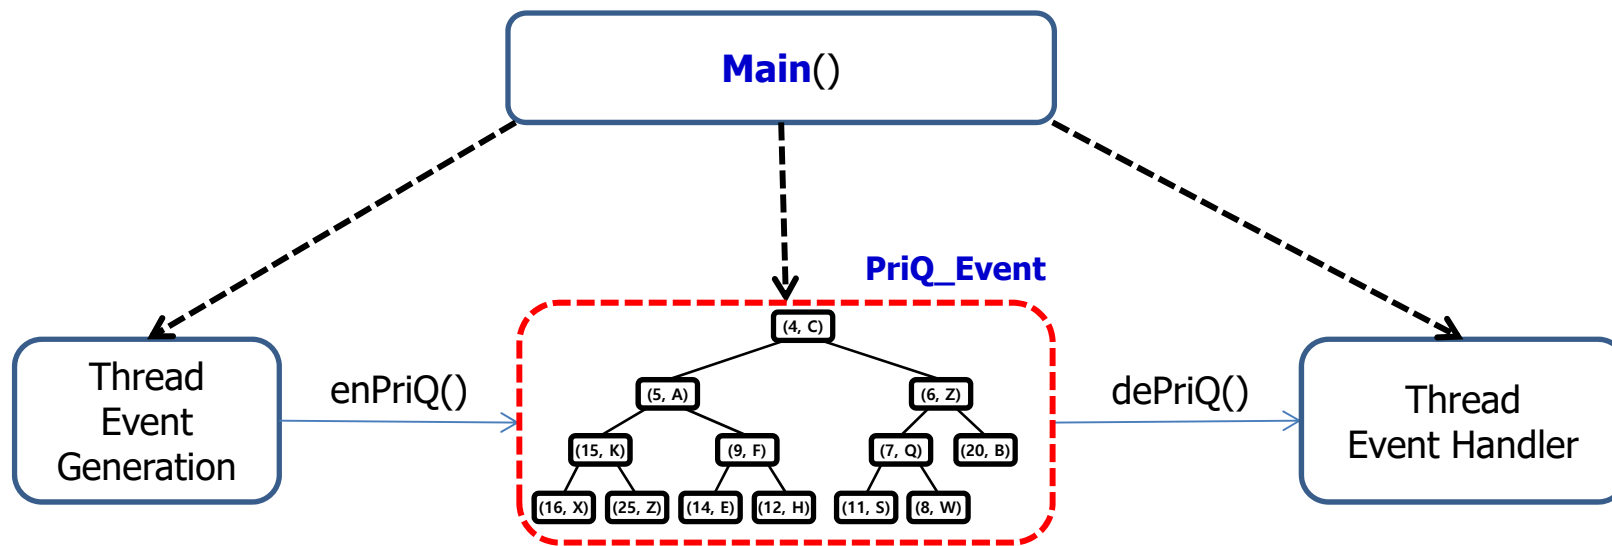 Main()
PriQ_Event
Thread
Event
Generation
enPriQ()
(4, C)
(5, A)
(6, Z)
(15, K)
(9, F)
(7, Q)
(20, B)
(16, X)
(25, Z)
(14, E)
(12, H)
(11, S)
(8, W)
dePriQ()
Thread
Event Handler